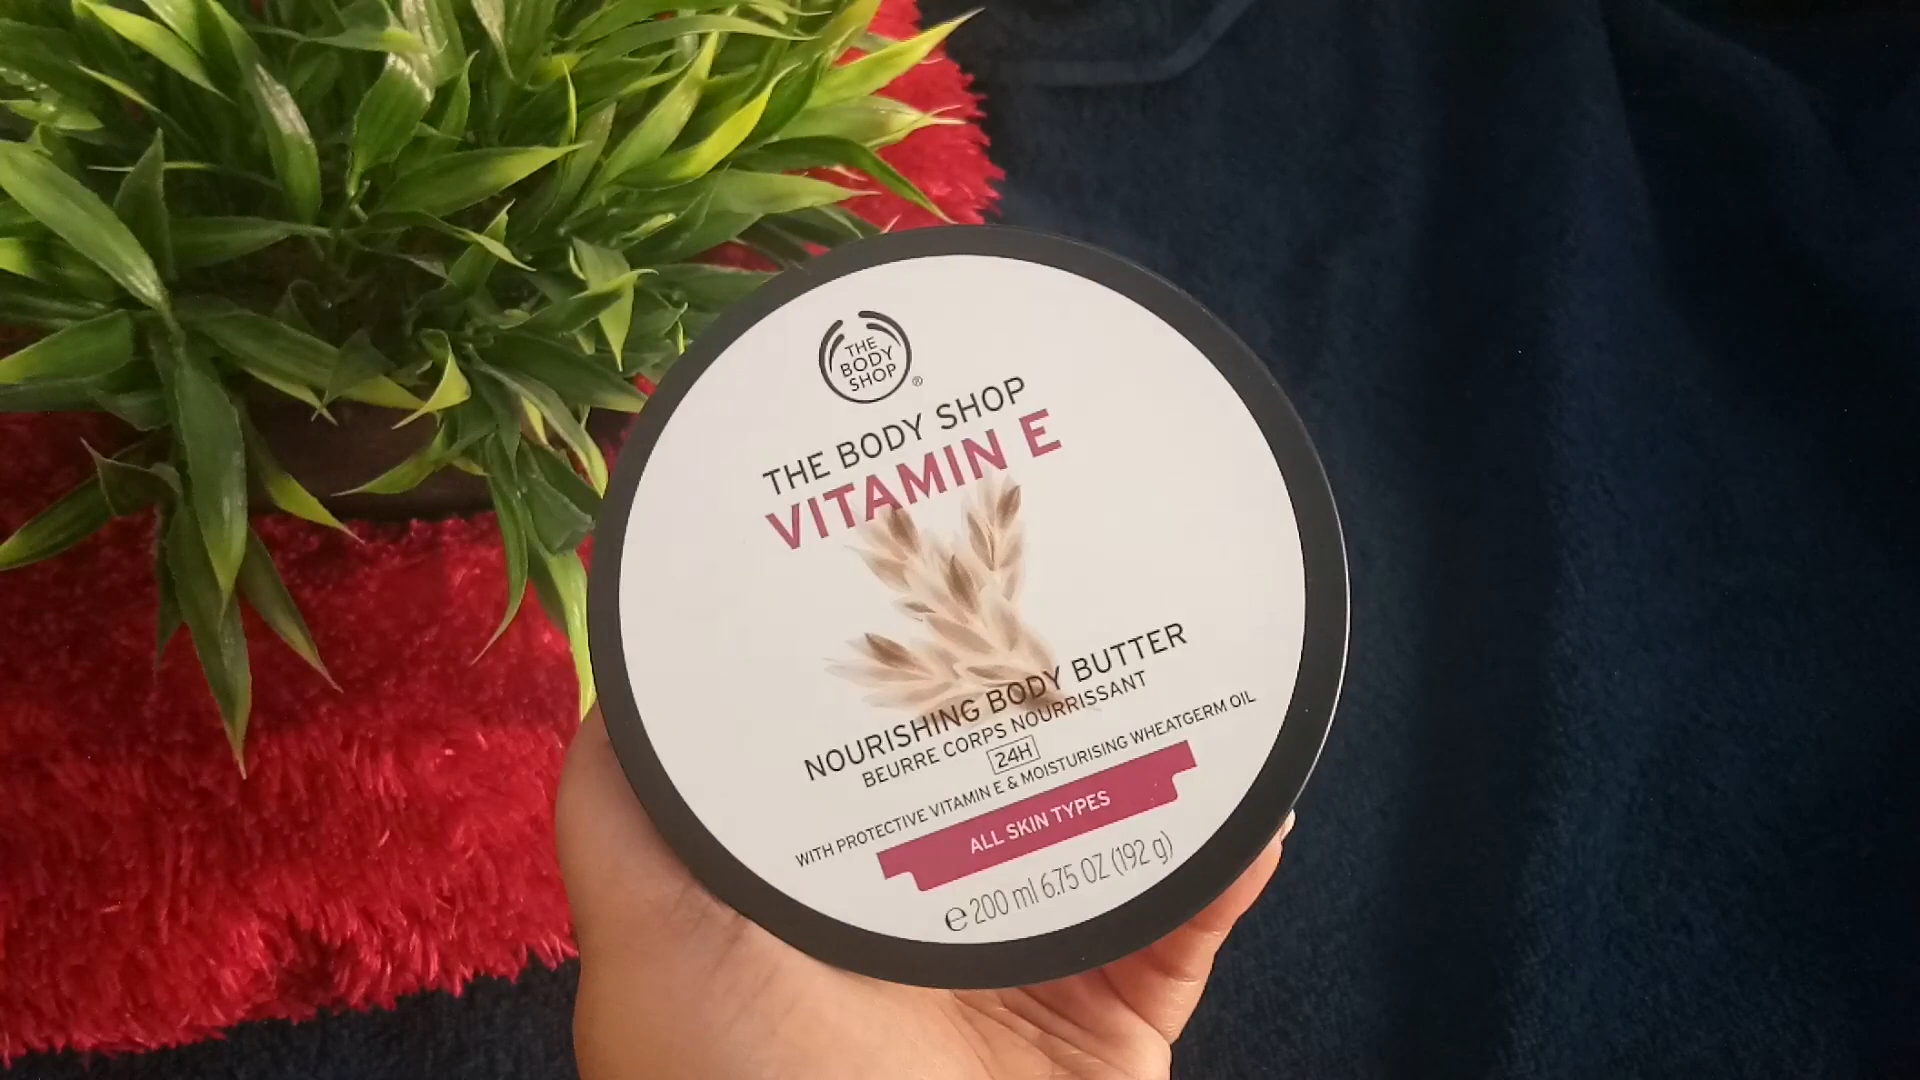 THE
BODY
SHOP
®
THE BODY SHOP
VITAMIN E
NOURISHING BODY BUTTER
BEURRE CORPS NOURRISSANT
24H
WITH PROTECTIVE VITAMIN E & MOISTURISING WHEATGERM OIL
ALL SKIN TYPES
℮ 200 ml 6.75 OZ (192 g)